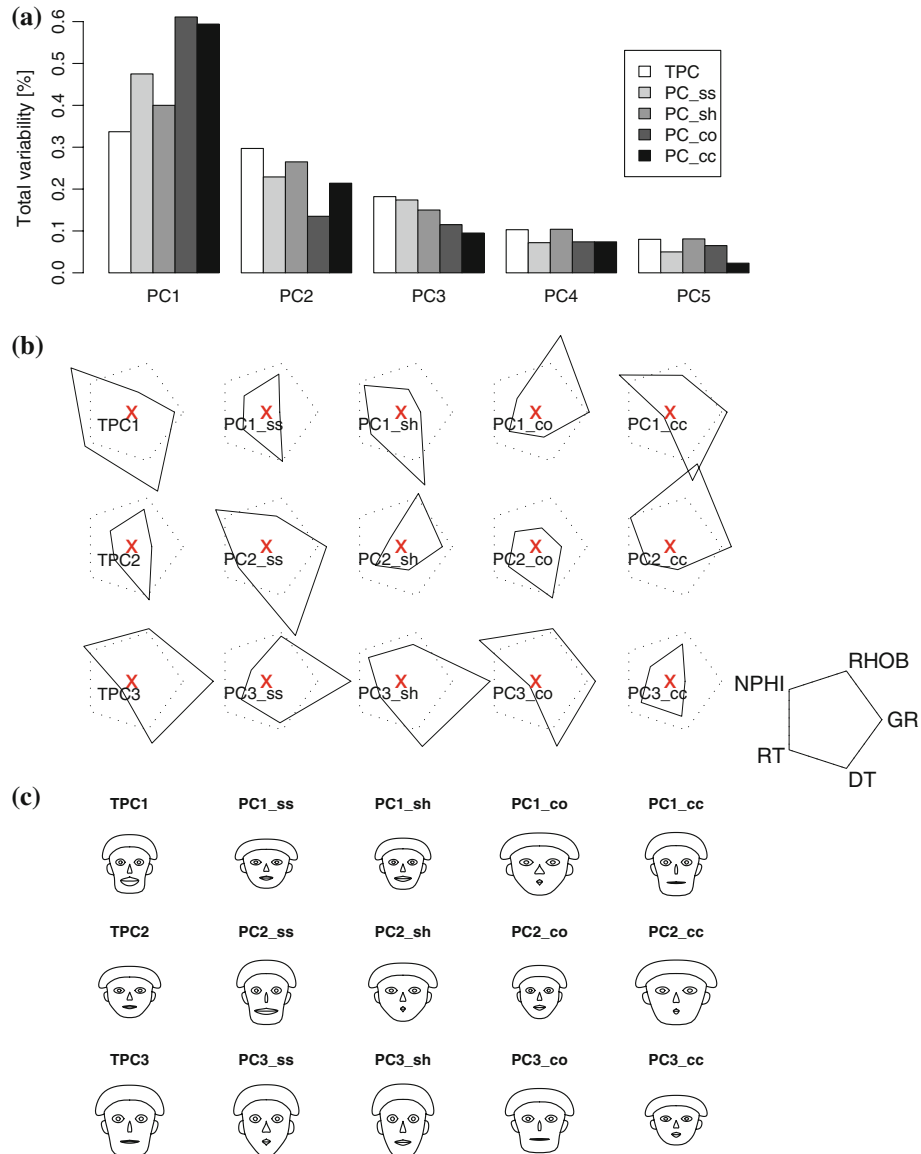 (a)
Total variability [%]
0.6
0.5
0.4
0.3
0.2
0.1
0.0
TPC
PC_ss
PC_sh
PC_co
PC_cc
PC1 PC2 PC3 PC4 PC5
(b)
X X X X X
TPC1 PC1_ss PC1_sh PC1_co PC1_cc
X X X X X
TPC2 PC2_ss PC2_sh PC2_co PC2_cc
X X X X X
TPC3 PC3_ss PC3_sh PC3_co PC3_cc
RHOB
NPHI
GR
RT
DT
(c)
TPC1 PC1_ss PC1_sh PC1_co PC1_cc
TPC2 PC2_ss PC2_sh PC2_co PC2_cc
TPC3 PC3_ss PC3_sh PC3_co PC3_cc